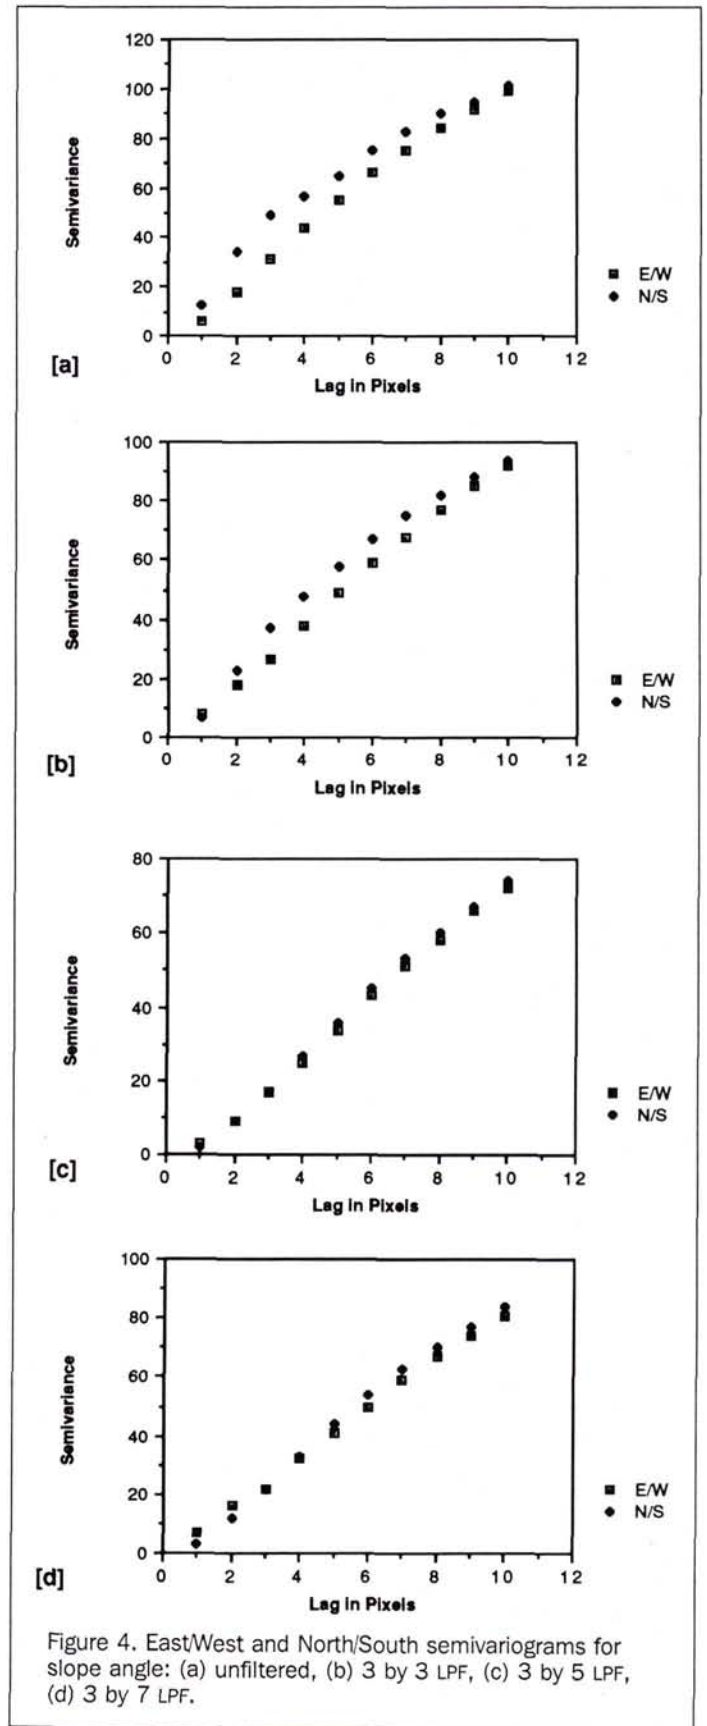 120
100
80
60
40
20
0
Semivariance
0 2 4 6 8 10 12
Lag in Pixels
E/W
N/S
[a]
100
80
60
40
20
0
Semivariance
0 2 4 6 8 10 12
Lag in Pixels
E/W
N/S
[b]
80
60
40
20
0
Semivariance
0 2 4 6 8 10 12
Lag in Pixels
E/W
N/S
[c]
100
80
60
40
20
0
Semivariance
0 2 4 6 8 10 12
Lag in Pixels
E/W
N/S
[d]
Figure 4. East/West and North/South semivariograms for
slope angle: (a) unfiltered, (b) 3 by 3 LPF, (c) 3 by 5 LPF,
(d) 3 by 7 LPF.